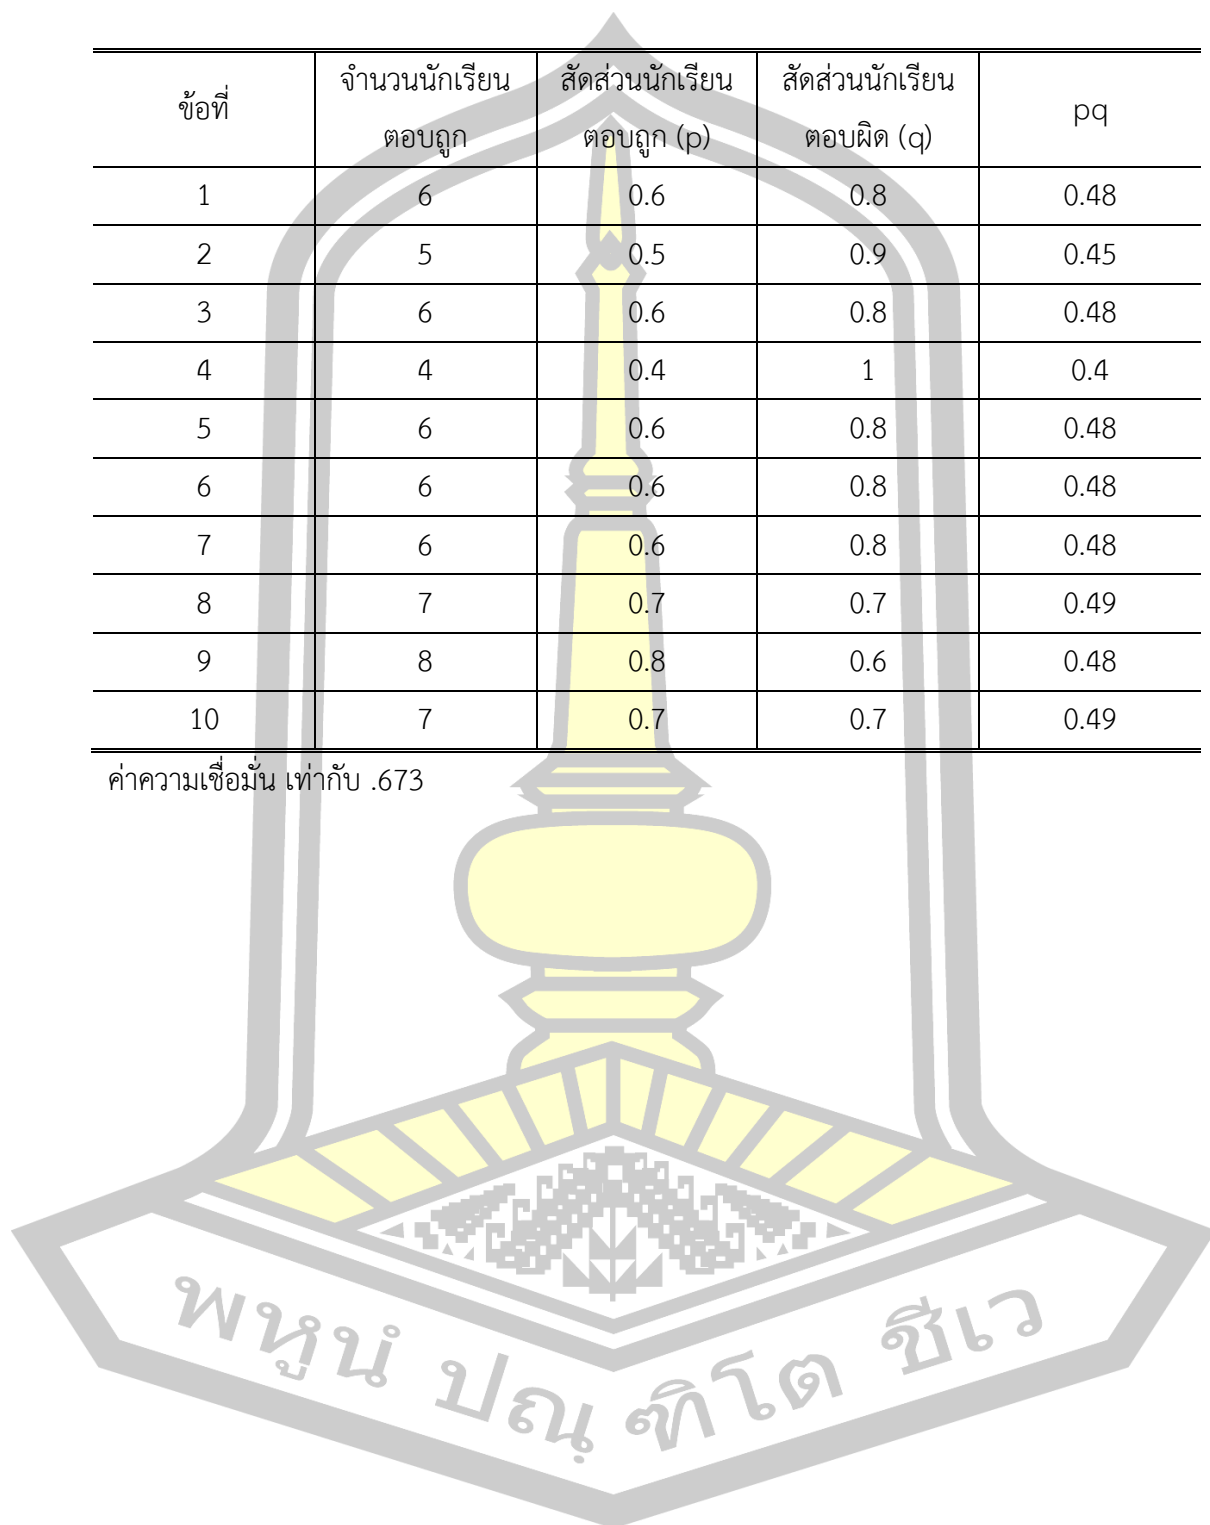 ข้อที่ จำนวนนักเรียนตอบถูก สัดส่วนนักเรียนตอบถูก (p) สัดส่วนนักเรียนตอบผิด (q) pq
1 6 0.6 0.8 0.48
2 5 0.5 0.9 0.45
3 6 0.6 0.8 0.48
4 4 0.4 1 0.4
5 6 0.6 0.8 0.48
6 6 0.6 0.8 0.48
7 6 0.6 0.8 0.48
8 7 0.7 0.7 0.49
9 8 0.8 0.6 0.48
10 7 0.7 0.7 0.49
ค่าความเชื่อมั่น เท่ากับ .673
พหูนํ ปณฺฑิโต ชีเว